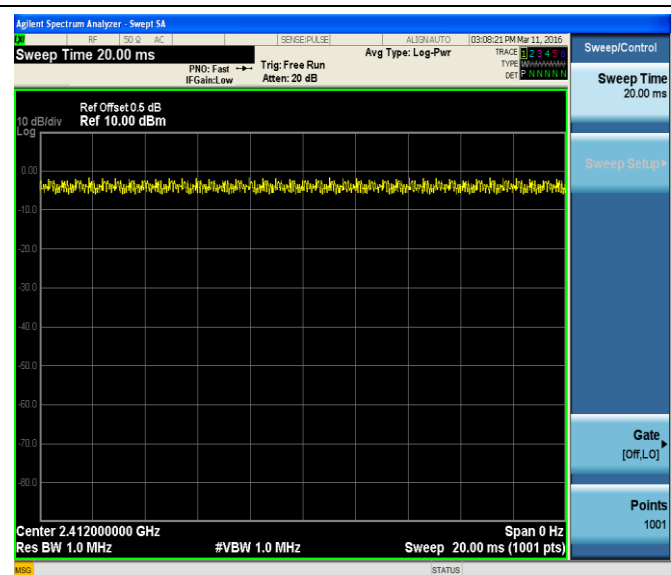 Agilent Spectrum Analyzer - Swept SA
RF 50 Ω AC SENSE:PULSE ALIGNAUTO 03:08:21 PM Mar 11, 2016
Sweep Time 20.00 ms
PNO: Fast
IFGain:Low
Trig: Free Run
Atten: 20 dB
Avg Type: Log-Pwr
TRACE 1 2 3 4 5 6
TYPE
DET P N N N N N
Sweep/Control
Sweep Time
20.00 ms
Sweep Setup
Gate
[Off,LO]
Points
1001
Ref Offset 0.5 dB
10 dB/div Ref 10.00 dBm
Log
0.00
-10.0
-20.0
-30.0
-40.0
-50.0
-60.0
-70.0
-80.0
Center 2.412000000 GHz Span 0 Hz
Res BW 1.0 MHz #VBW 1.0 MHz Sweep 20.00 ms (1001 pts)
MSG STATUS